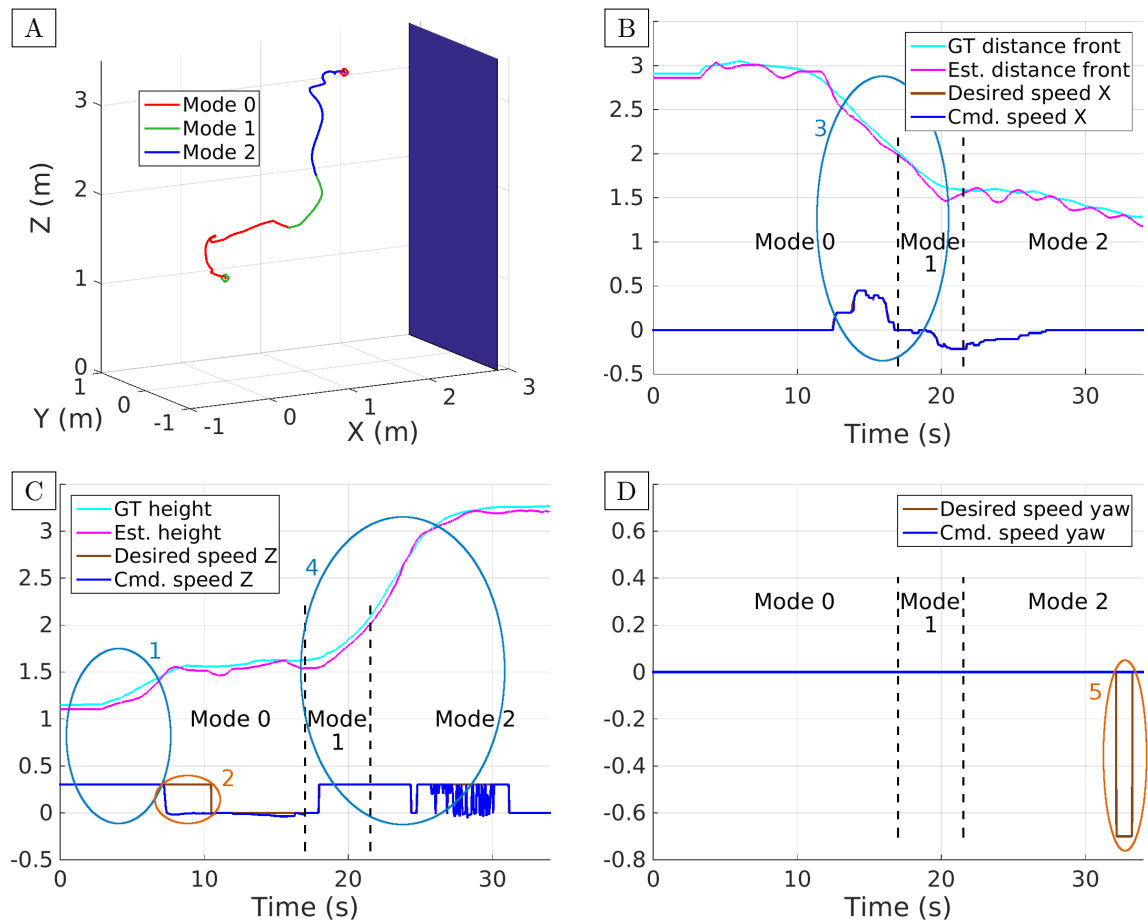 A
Mode 0
Mode 1
Mode 2
Z (m)
3
2
1
0
1
0
-1
Y (m)
-1
0
1
2
3
X (m)
B
GT distance front
Est. distance front
Desired speed X
Cmd. speed X
3.5
3
2.5
2
1.5
1
0.5
0
-0.5
3
Mode 0
Mode
1
Mode 2
0
10
20
30
Time (s)
C
GT height
Est. height
Desired speed Z
Cmd. speed Z
3.5
3
2.5
2
1.5
1
0.5
0
-0.5
1
2
4
Mode 0
Mode
1
Mode 2
0
10
20
30
Time (s)
D
Desired speed yaw
Cmd. speed yaw
0.6
0.4
0.2
0
-0.2
-0.4
-0.6
-0.8
Mode 0
Mode
1
Mode 2
5
0
10
20
30
Time (s)